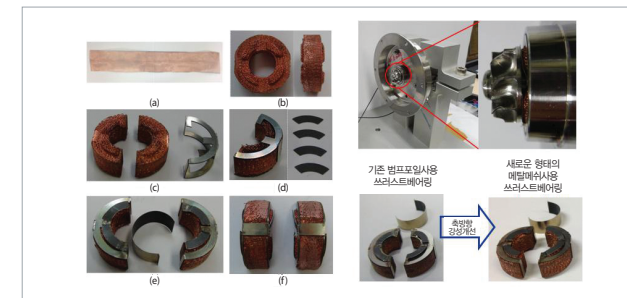 (a)
(b)
(c)
(d)
(e)
(f)
기존 범프포일사용
쓰러스트베어링
새로운 형태의
메탈메쉬사용
쓰러스트베어링
축방향
강성개선